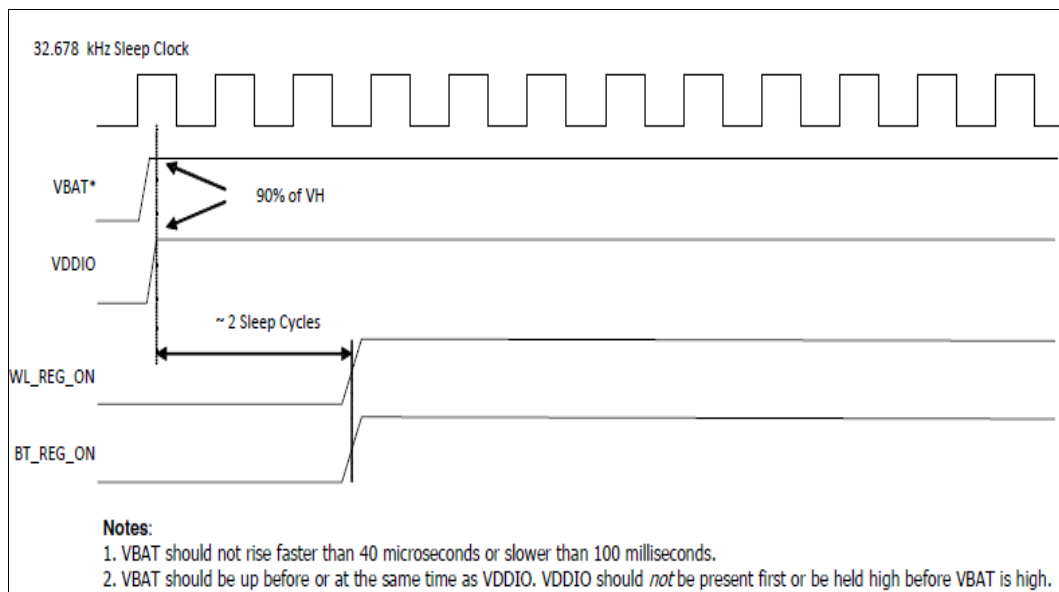 32.678 kHz Sleep Clock
VBAT*
90% of VH
VDDIO
~ 2 Sleep Cycles
WL_REG_ON
BT_REG_ON
Notes:
1. VBAT should not rise faster than 40 microseconds or slower than 100 milliseconds.
2. VBAT should be up before or at the same time as VDDIO. VDDIO should not be present first or be held high before VBAT is high.